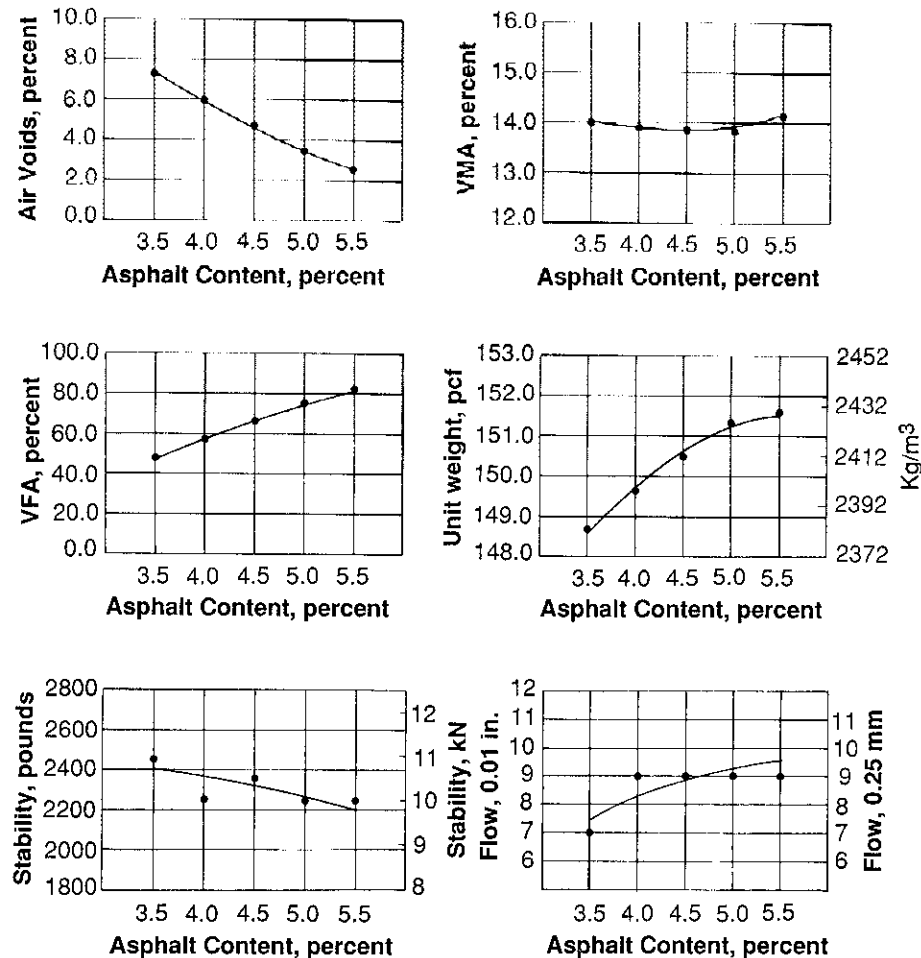 Air Voids, percent
10.0
8.0
6.0
4.0
2.0
0.0
3.5 4.0 4.5 5.0 5.5
Asphalt Content, percent
VMA, percent
16.0
15.0
14.0
13.0
12.0
3.5 4.0 4.5 5.0 5.5
Asphalt Content, percent
VFA, percent
100.0
80.0
60.0
40.0
20.0
0.0
3.5 4.0 4.5 5.0 5.5
Asphalt Content, percent
Unit weight, pcf
153.0
152.0
151.0
150.0
149.0
148.0
2452
2432
2412
2392
2372
Kg/m³
3.5 4.0 4.5 5.0 5.5
Asphalt Content, percent
Stability, pounds
2800
2600
2400
2200
2000
1800
12
11
10
9
8
Stability, kN
3.5 4.0 4.5 5.0 5.5
Asphalt Content, percent
Flow, 0.01 in.
12
11
10
9
8
7
6
11
10
9
8
7
6
Flow, 0.25 mm
3.5 4.0 4.5 5.0 5.5
Asphalt Content, percent